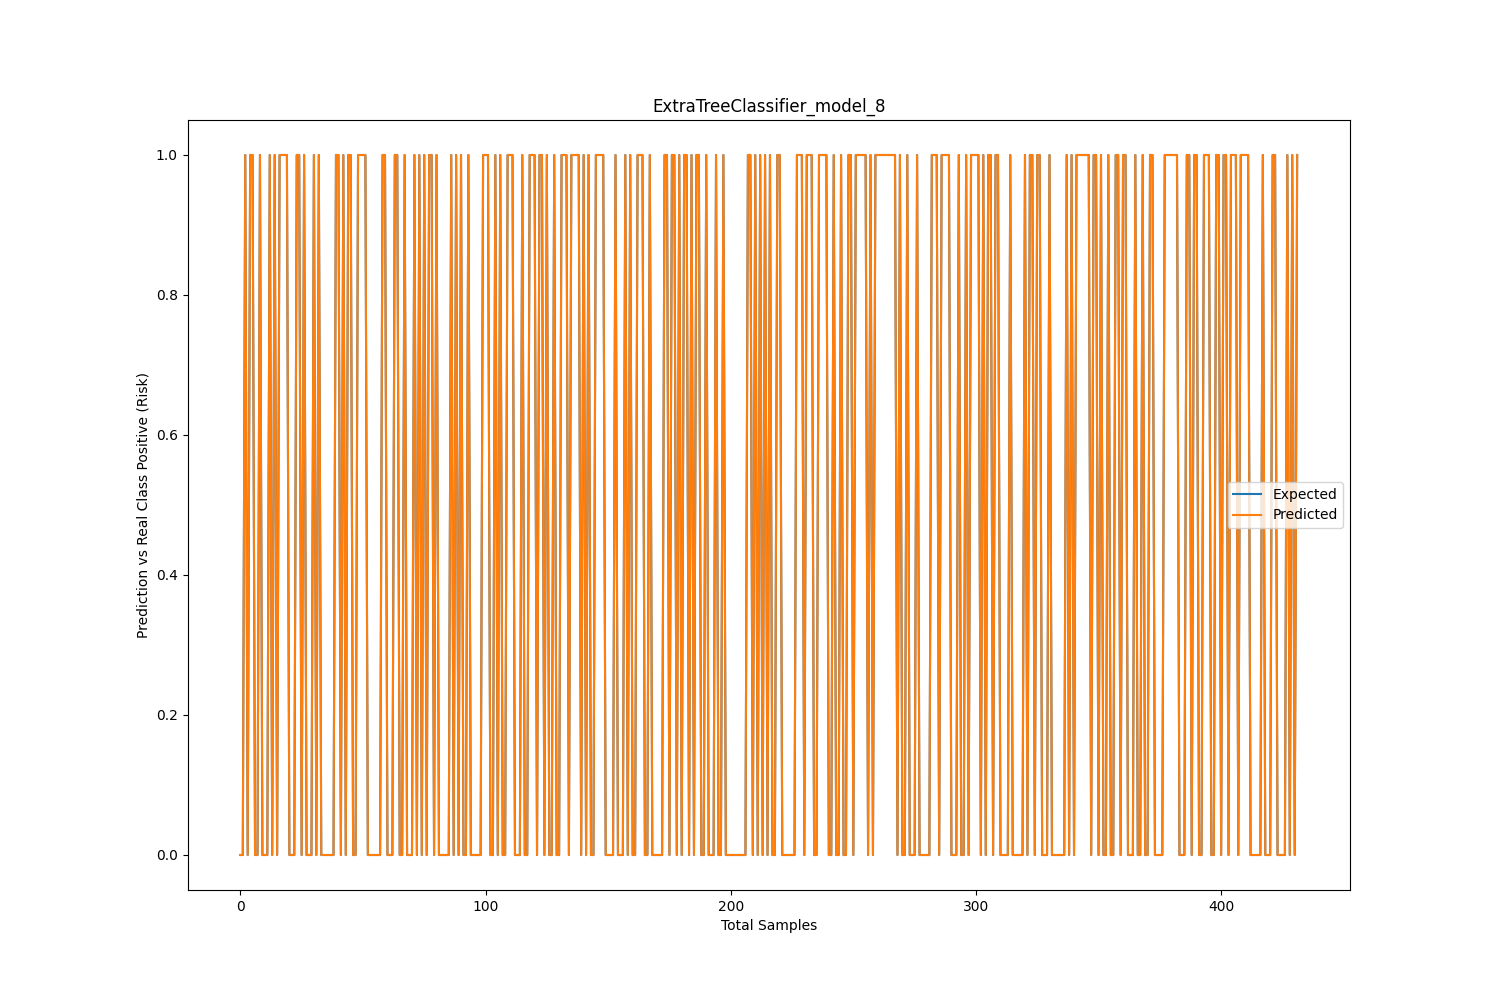 ExtraTreeClassifier_model_8
Prediction vs Real Class Positive (Risk)
1.0
0.8
0.6
0.4
0.2
0.0
Expected
Predicted
0 100 200 300 400
Total Samples